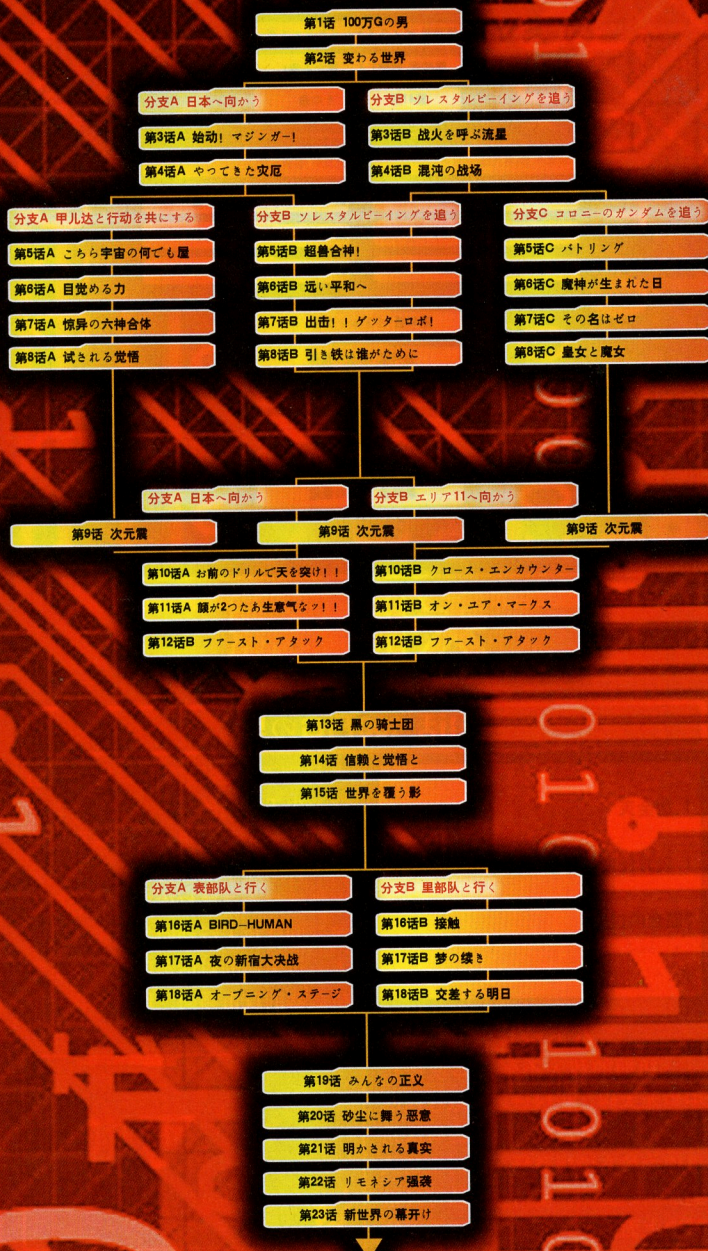 第1话 100万Gの男
第2话 変わる世界
分支A 日本へ向かう
第3话A 始动！マジンガー！
第4话A やってきた灾厄
分支B ソレスタルビーイングを追う
第3话B 战火を呼ぶ流星
第4话B 混沌の战场
分支A 甲儿达と行动を共にする
第5话A こちら宇宙の何でも屋
第6话A 目觉める力
第7话A 惊异の六神合体
第8话A 试される觉悟
分支B ソレスタルビーイングを追う
第5话B 超兽合神！
第6话B 远い平和へ
第7话B 出击！！ゲッターロボ！
第8话B 引き铁は谁がために
分支C コロニーのガンダムを追う
第5话C バトリング
第6话C 魔神が生まれた日
第7话C その名はゼロ
第8话C 皇女と魔女
分支A 日本へ向かう
分支B エリア11へ向かう
第9话 次元震
第9话 次元震
第9话 次元震
第10话A お前のドリルで天を突け！！
第11话A 颜が2つたあ生意气なッ！！
第12话B ファースト・アタック
第10话B クロース・エンカウンター
第11话B オン・ユア・マークス
第12话B ファースト・アタック
第13话 黑の骑士团
第14话 信赖と觉悟と
第15话 世界を覆う影
分支A 表部队と行く
第16话A BIRD-HUMAN
第17话A 夜の新宿大决战
第18话A オープニング・ステージ
分支B 里部队と行く
第16话B 接触
第17话B 梦の续き
第18话B 交差する明日
第19话 みんなの正义
第20话 砂尘に舞う恶意
第21话 明かされる真实
第22话 リモネシア强袭
第23话 新世界の幕开け